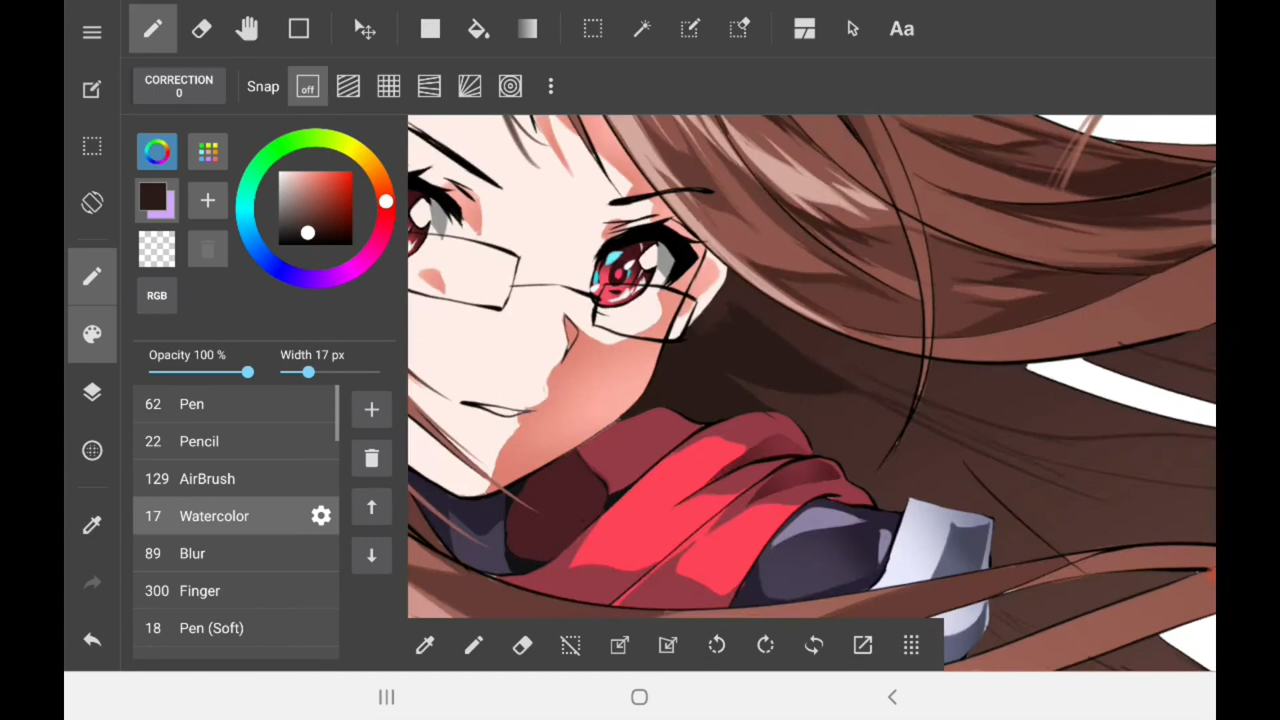 Aa
CORRECTION
0
Snap
off
RGB
Opacity 100 %
Width 17 px
62 Pen
22 Pencil
129 AirBrush
17 Watercolor
89 Blur
300 Finger
18 Pen (Soft)